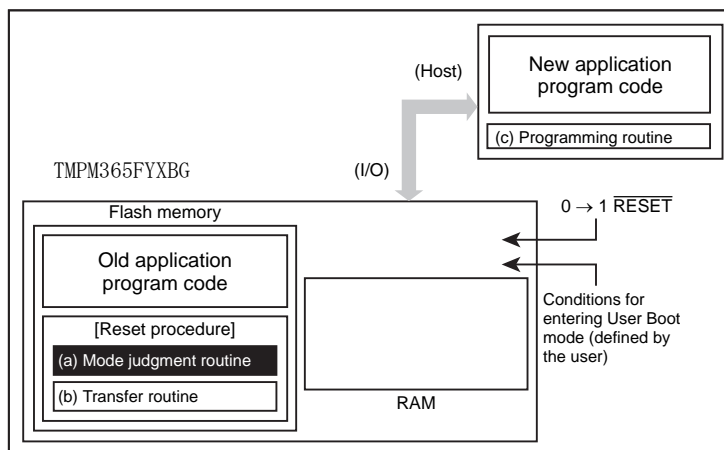 (Host)
New application
program code
(c) Programming routine
TMPM365FYXBG
(I/O)
Flash memory
0 → 1 RESET
Old application
program code
[Reset procedure]
(a) Mode judgment routine
(b) Transfer routine
RAM
Conditions for
entering User Boot
mode (defined by
the user)